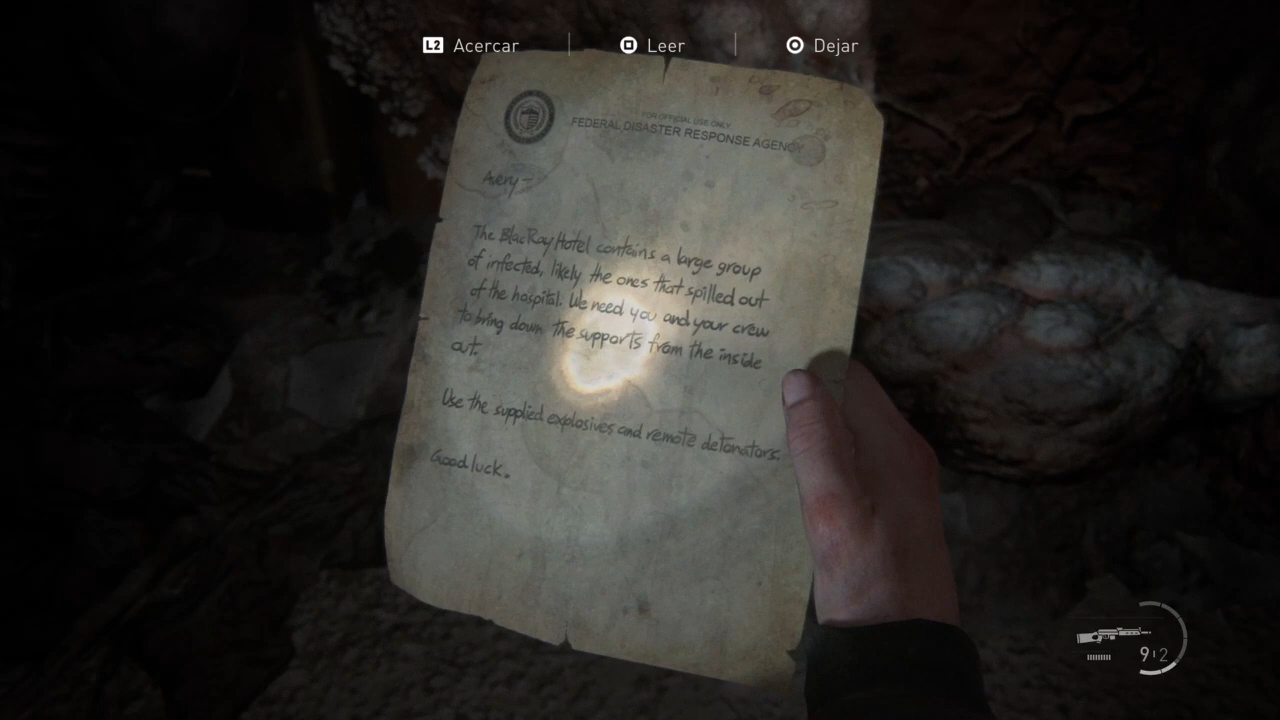 L2 Acercar
Leer
Dejar
FOR OFFICIAL USE ONLY
FEDERAL DISASTER RESPONSE AGENCY
Avery-
The BlacRay Hotel contains a large group
of infected, likely the ones that spilled out
of the hospital. We need you and your crew
to bring down the supports from the inside
out.
Use the supplied explosives and remote detonators.
Good luck.
9 2